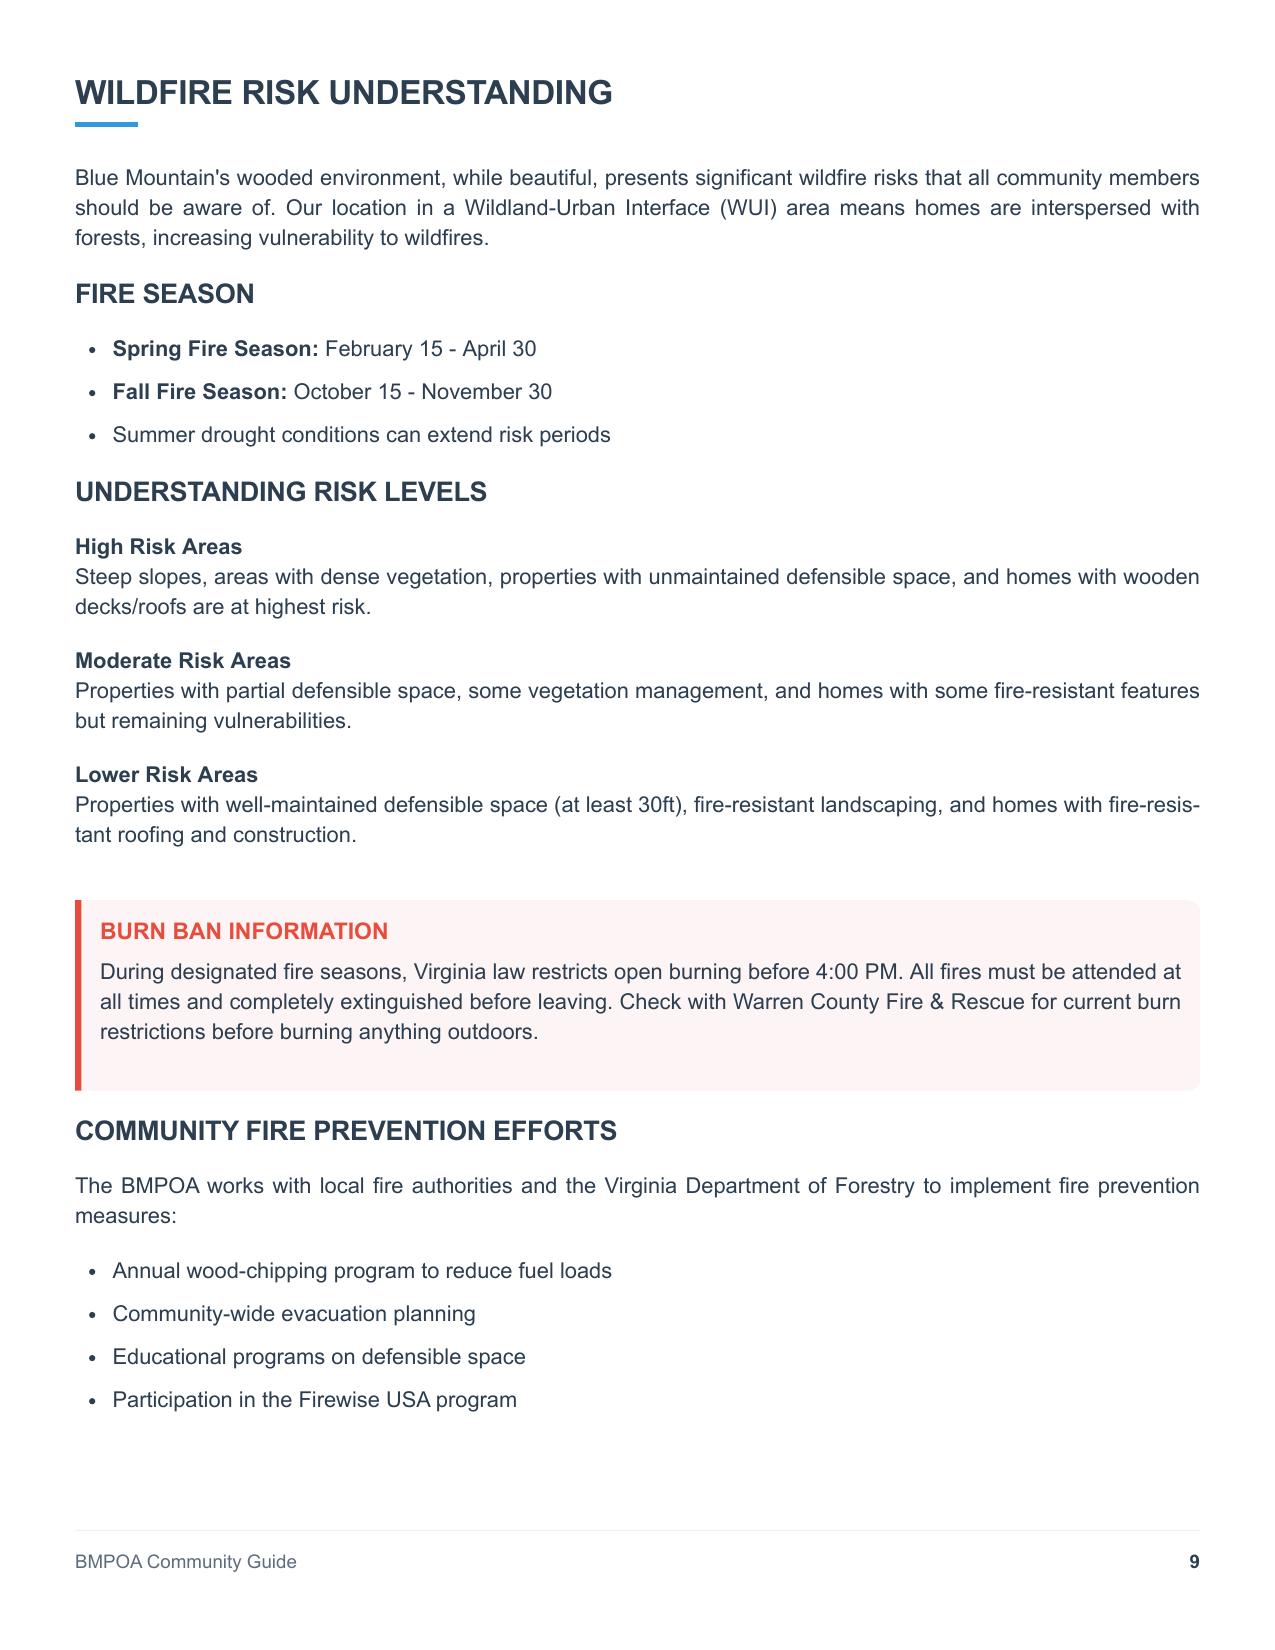 WILDFIRE RISK UNDERSTANDING
Blue Mountain's wooded environment, while beautiful, presents significant wildfire risks that all community members
should be aware of. Our location in a Wildland-Urban Interface (WUI) area means homes are interspersed with
forests, increasing vulnerability to wildfires.
FIRE SEASON
• Spring Fire Season: February 15 - April 30
• Fall Fire Season: October 15 - November 30
• Summer drought conditions can extend risk periods
UNDERSTANDING RISK LEVELS
High Risk Areas
Steep slopes, areas with dense vegetation, properties with unmaintained defensible space, and homes with wooden
decks/roofs are at highest risk.
Moderate Risk Areas
Properties with partial defensible space, some vegetation management, and homes with some fire-resistant features
but remaining vulnerabilities.
Lower Risk Areas
Properties with well-maintained defensible space (at least 30ft), fire-resistant landscaping, and homes with fire-resis-
tant roofing and construction.
BURN BAN INFORMATION
During designated fire seasons, Virginia law restricts open burning before 4:00 PM. All fires must be attended at
all times and completely extinguished before leaving. Check with Warren County Fire & Rescue for current burn
restrictions before burning anything outdoors.
COMMUNITY FIRE PREVENTION EFFORTS
The BMPOA works with local fire authorities and the Virginia Department of Forestry to implement fire prevention
measures:
• Annual wood-chipping program to reduce fuel loads
• Community-wide evacuation planning
• Educational programs on defensible space
• Participation in the Firewise USA program
BMPOA Community Guide
9